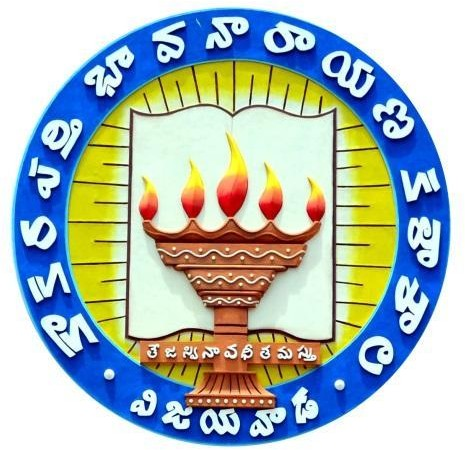 కాకరపర్తి భావనారాయణ కళాశాల
తేజస్వినావధీతమస్తు
విజయవాడ